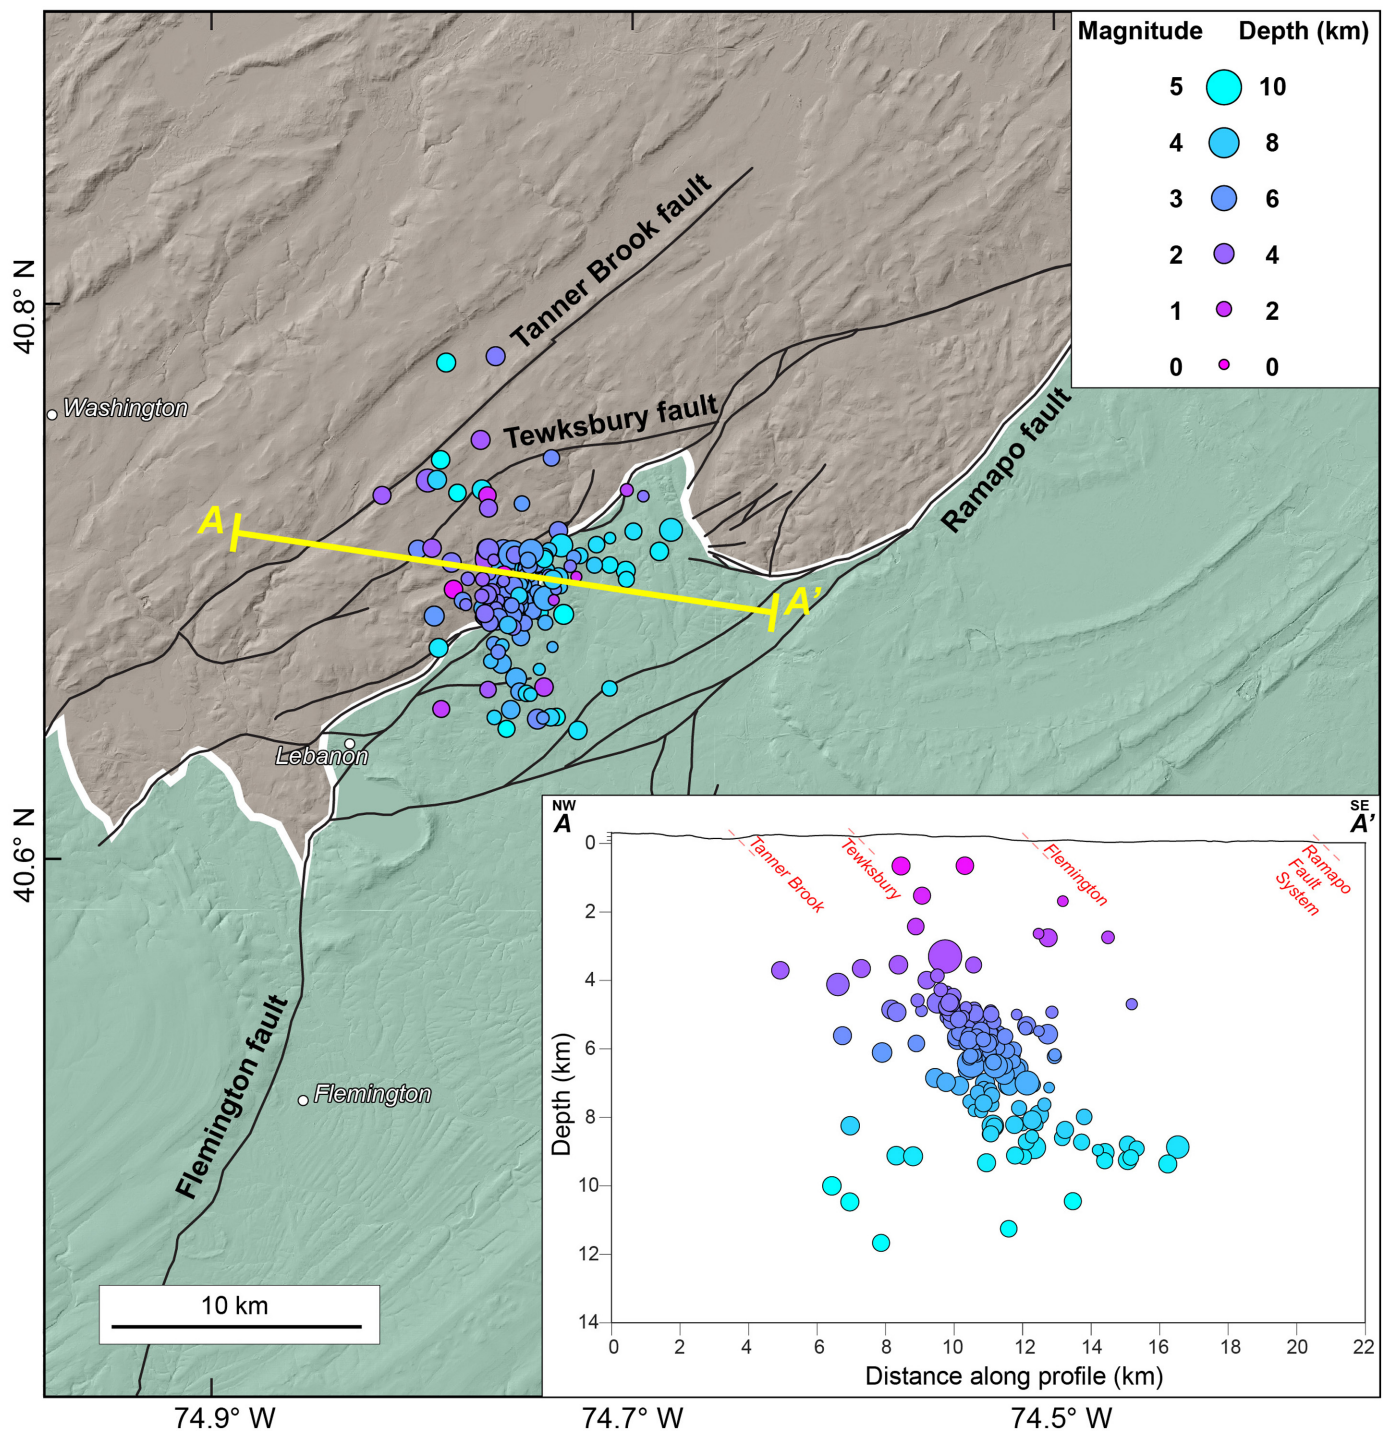 Magnitude Depth (km)
5 10
4 8
3 6
2 4
1 2
0 0
40.8° N
40.6° N
Tanner Brook fault
Washington
Tewksbury fault
Ramapo fault
A
A’
Lebanon
Flemington fault
Flemington
10 km
74.9° W
74.7° W
74.5° W
NW
A
SE
A’
Tanner Brook
Tewksbury
Flemington
Ramapo
Fault
System
0
2
4
6
8
10
12
14
Depth (km)
0 2 4 6 8 10 12 14 16 18 20 22
Distance along profile (km)